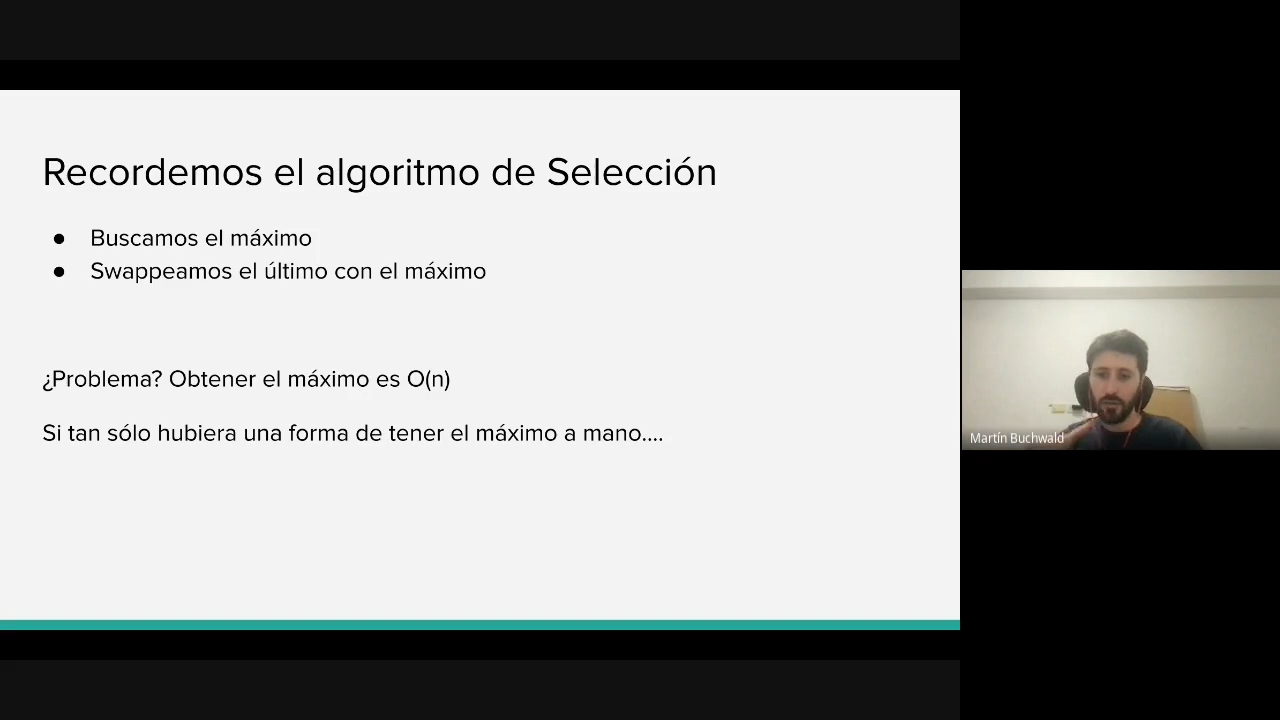 Recordemos el algoritmo de Selección
● Buscamos el máximo
● Swappeamos el último con el máximo
¿Problema? Obtener el máximo es O(n)
Si tan sólo hubiera una forma de tener el máximo a mano....
Martín Buchwald